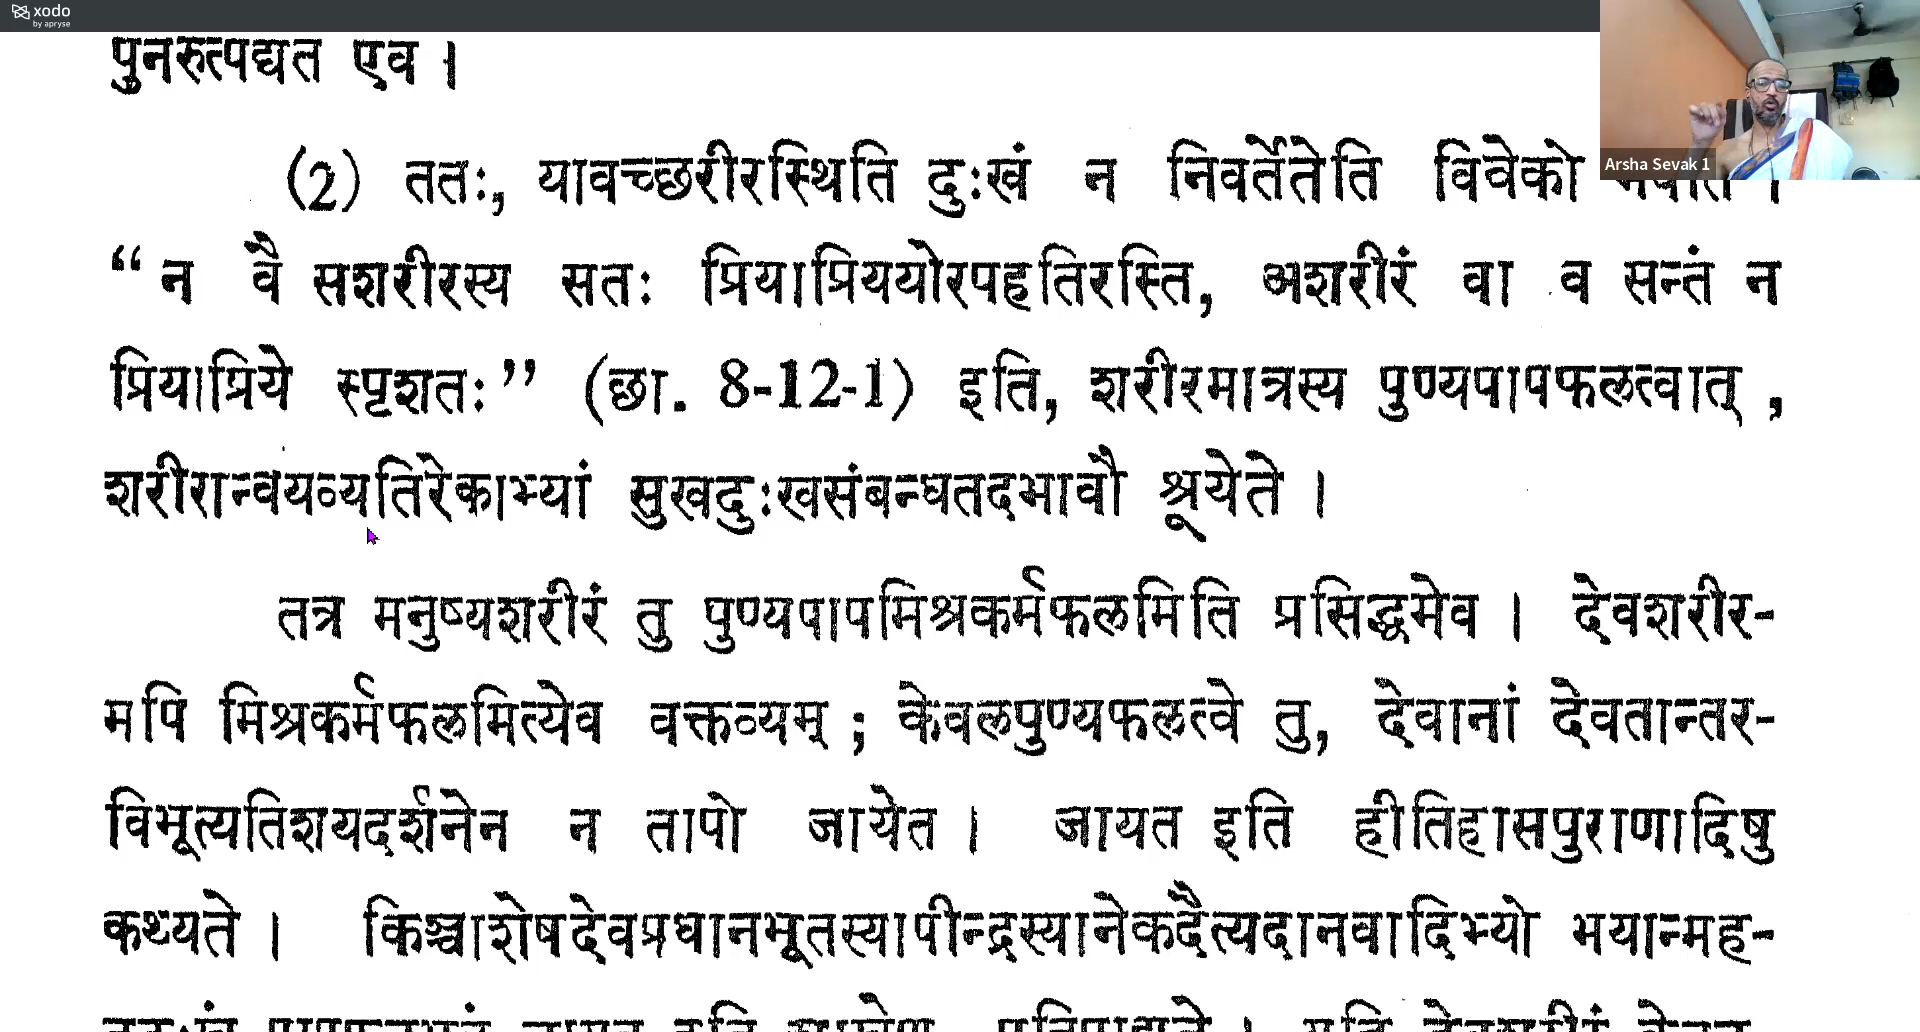 xodo
by apryse
Arsha Sevak 1
पुनरुत्पद्यत एव ।
(2) ततः, यावच्छरीरस्थिति दुःखं न निवर्तेतेति विवेको
“ न वै सशरीरस्य सतः प्रियाप्रिययोरपहतिरस्ति, अशरीरं वा व सन्तं न
प्रियाप्रिये स्पृशतः” (छा. 8-12-1) इति, शरीरमात्रस्य पुण्यपापफलत्वात्,
शरीरान्वयव्यतिरेकाभ्यां सुखदुःखसंबन्धतदभावौ श्रूयेते ।
तत्र मनुष्यशरीरं तु पुण्यपापमिश्रकर्मफलमिति प्रसिद्धमेव । देवशरीर-
मपि मिश्रकर्मफलमित्येव वक्तव्यम् ; केवलपुण्यफलत्वे तु, देवानां देवतान्तर-
विभूत्यतिशयदर्शनेन न तापो जायेत । जायत इति हीतिहासपुराणादिषु
कथ्यते । किञ्चाशेषदेवप्रधानभूतस्यापीन्द्रस्यानेकदैत्यदानवादिभ्यो भयान्मह-